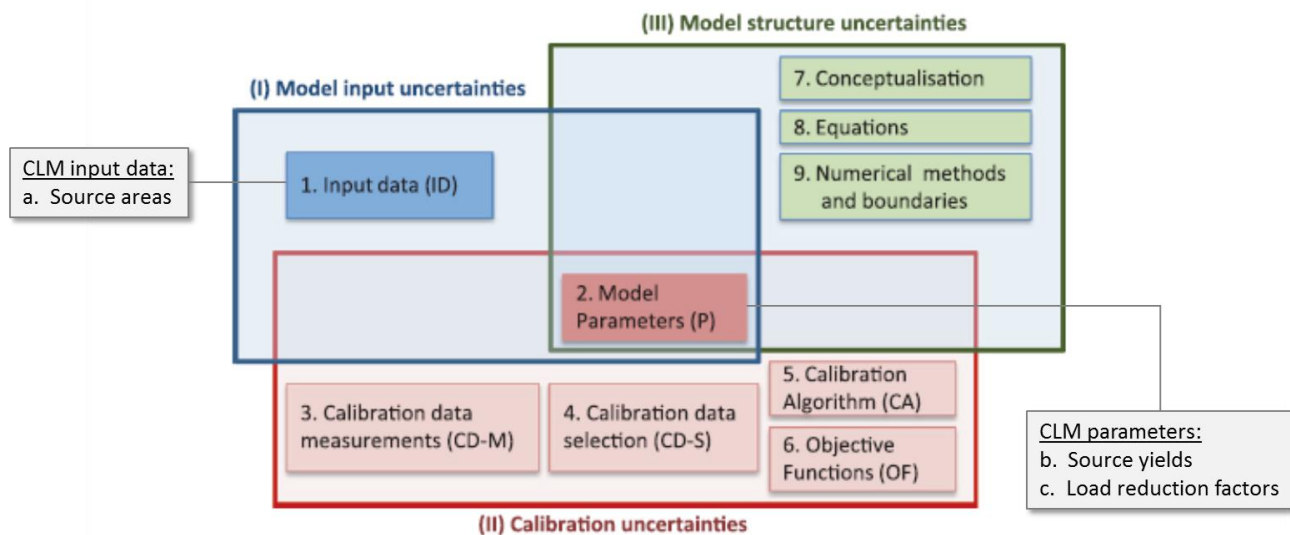 (III) Model structure uncertainties
7. Conceptualisation
(I) Model input uncertainties
8. Equations
CLM input data:
a. Source areas
1. Input data (ID)
9. Numerical methods
and boundaries
2. Model
Parameters (P)
5. Calibration
Algorithm (CA)
3. Calibration data
measurements (CD-M)
4. Calibration data
selection (CD-S)
6. Objective
Functions (OF)
CLM parameters:
b. Source yields
c. Load reduction factors
(II) Calibration uncertainties